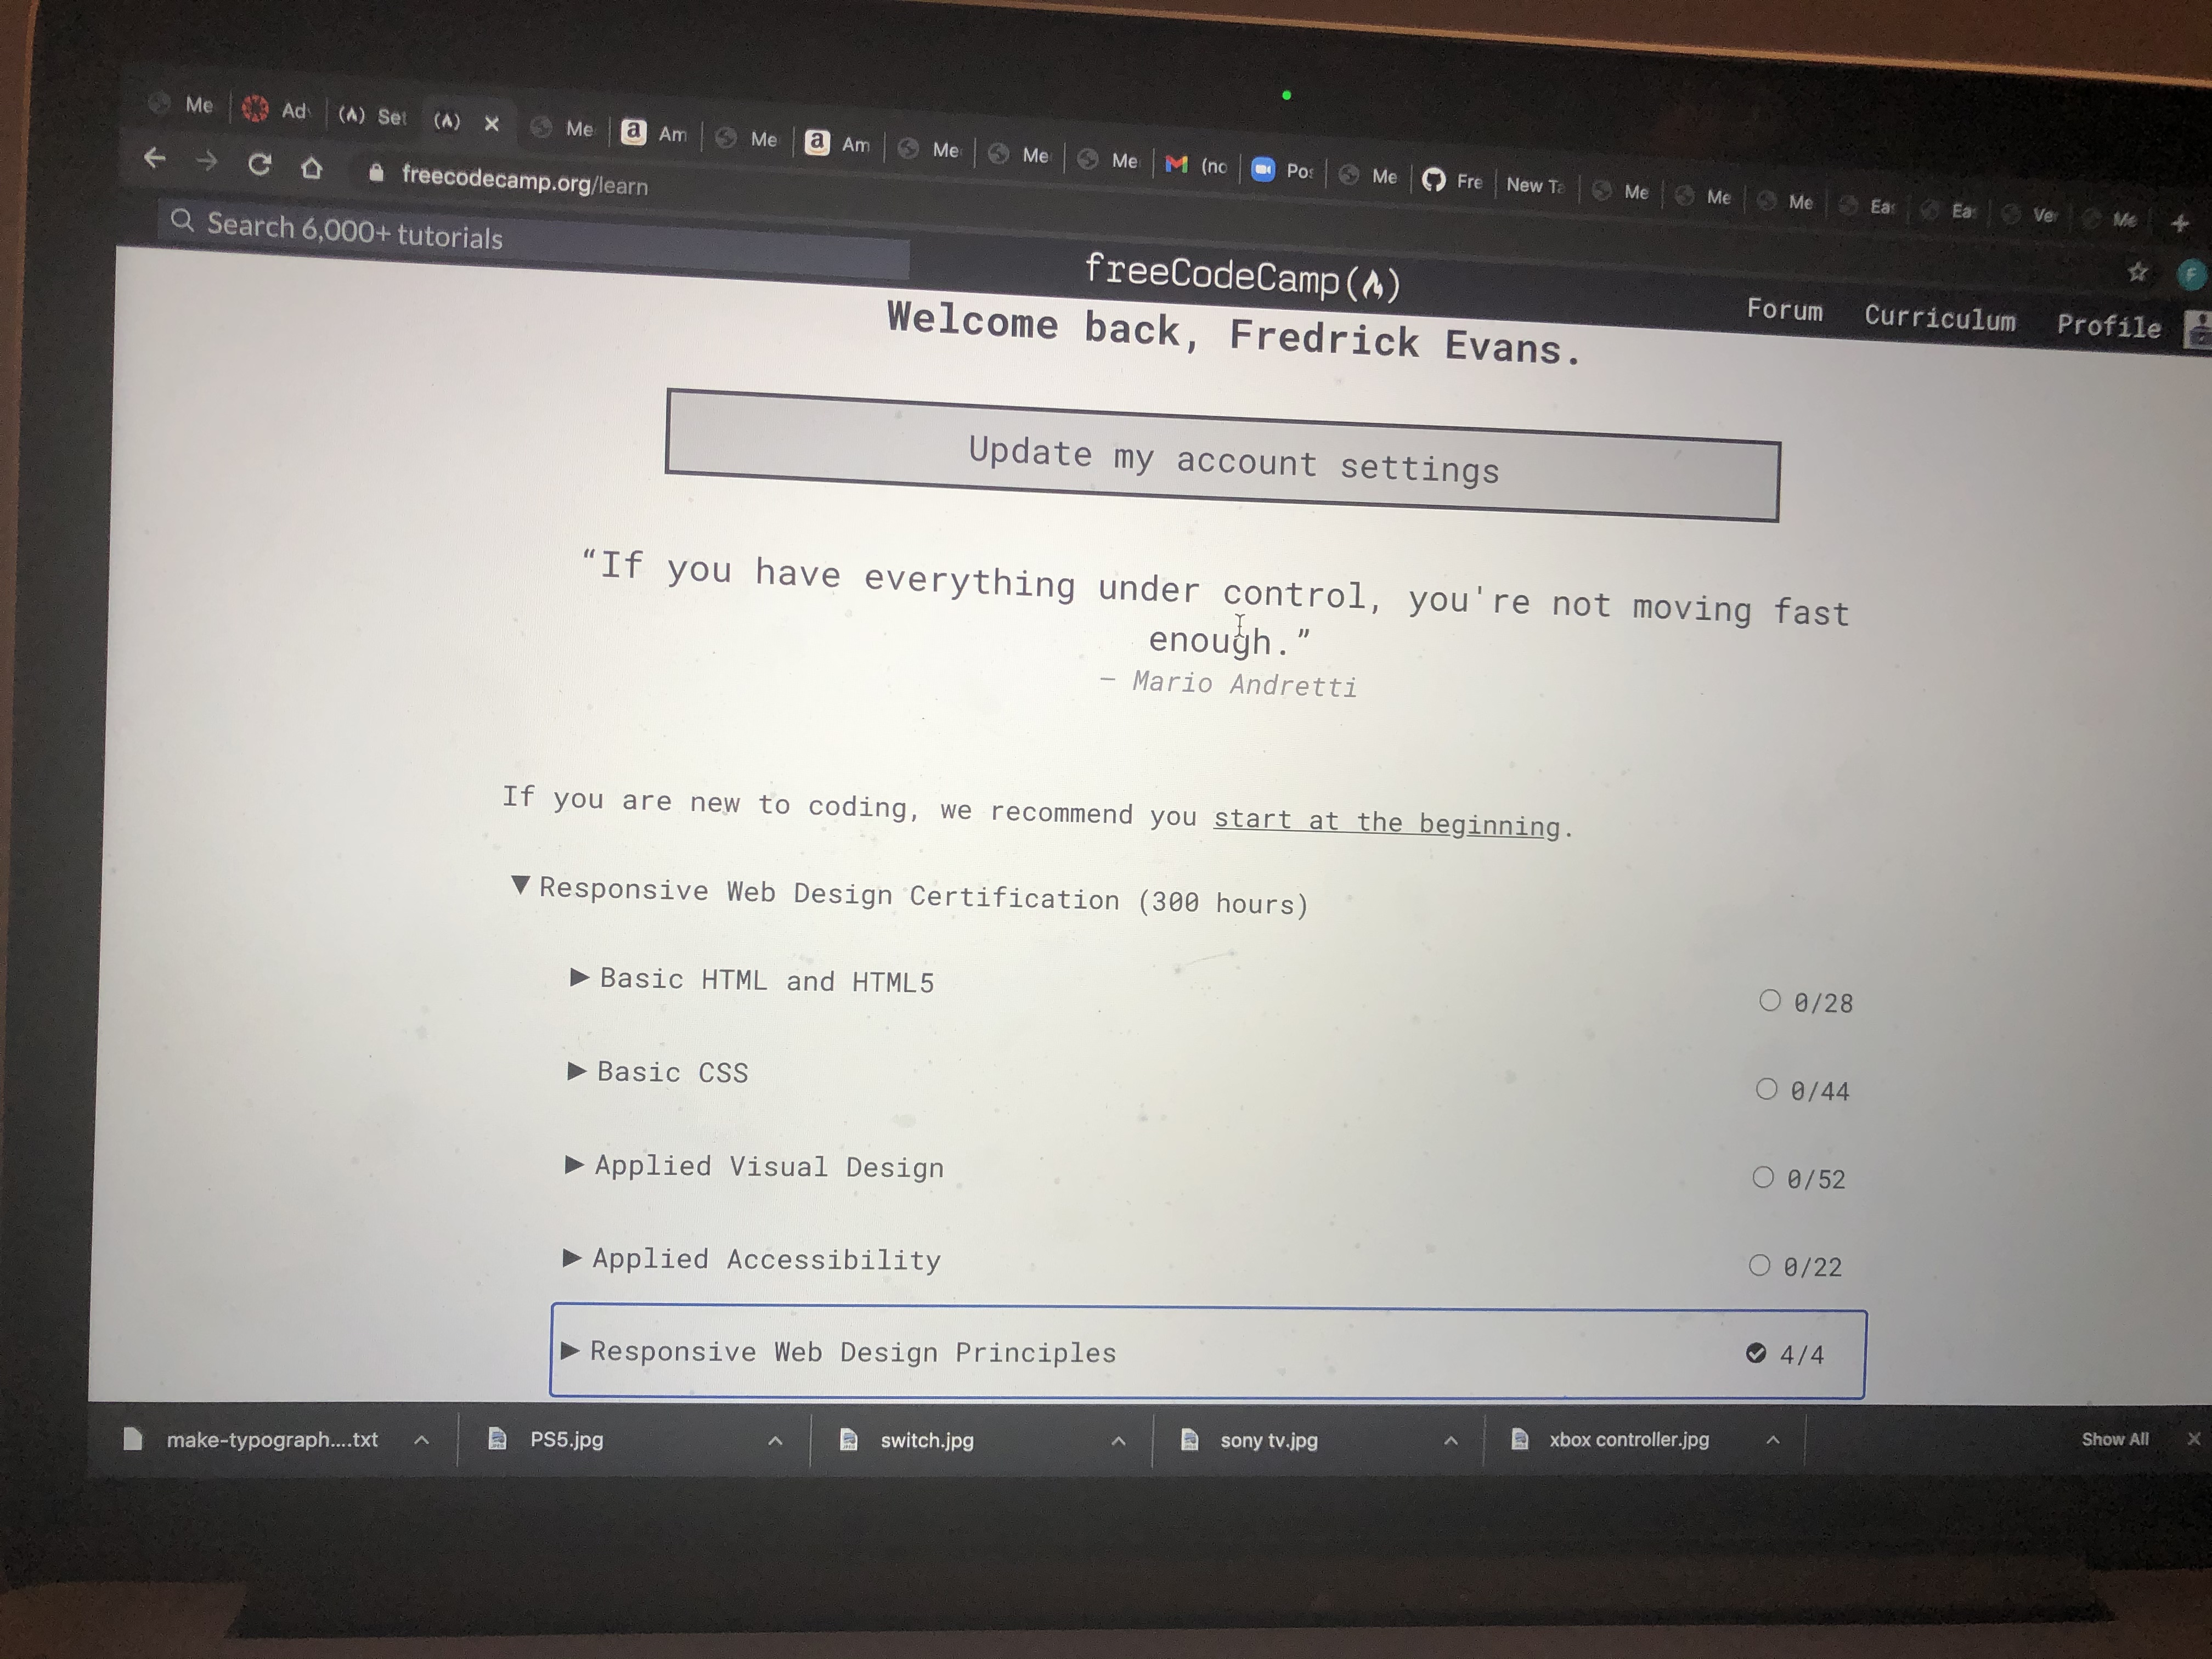 Me
Ad
(A) Set
(A)
Me
a Am
Me
a Am
Me
Me
Me
(no
Pos
Me
Fre
New Ta
Me
Me
Me
Eas
Eas
Ve
Me
freecodecamp.org/learn
Search 6,000+ tutorials
freeCodeCamp
F
Forum
Curriculum
Profile
Welcome back, Fredrick Evans.
Update my account settings
“If you have everything under control, you're not moving fast
enough.”
— Mario Andretti
If you are new to coding, we recommend you start at the beginning.
Responsive Web Design Certification (300 hours)
Basic HTML and HTML5 0/28
Basic CSS 0/44
Applied Visual Design 0/52
Applied Accessibility 0/22
Responsive Web Design Principles 4/4
make-typograph....txt
PS5.jpg
switch.jpg
sony tv.jpg
xbox controller.jpg
Show All